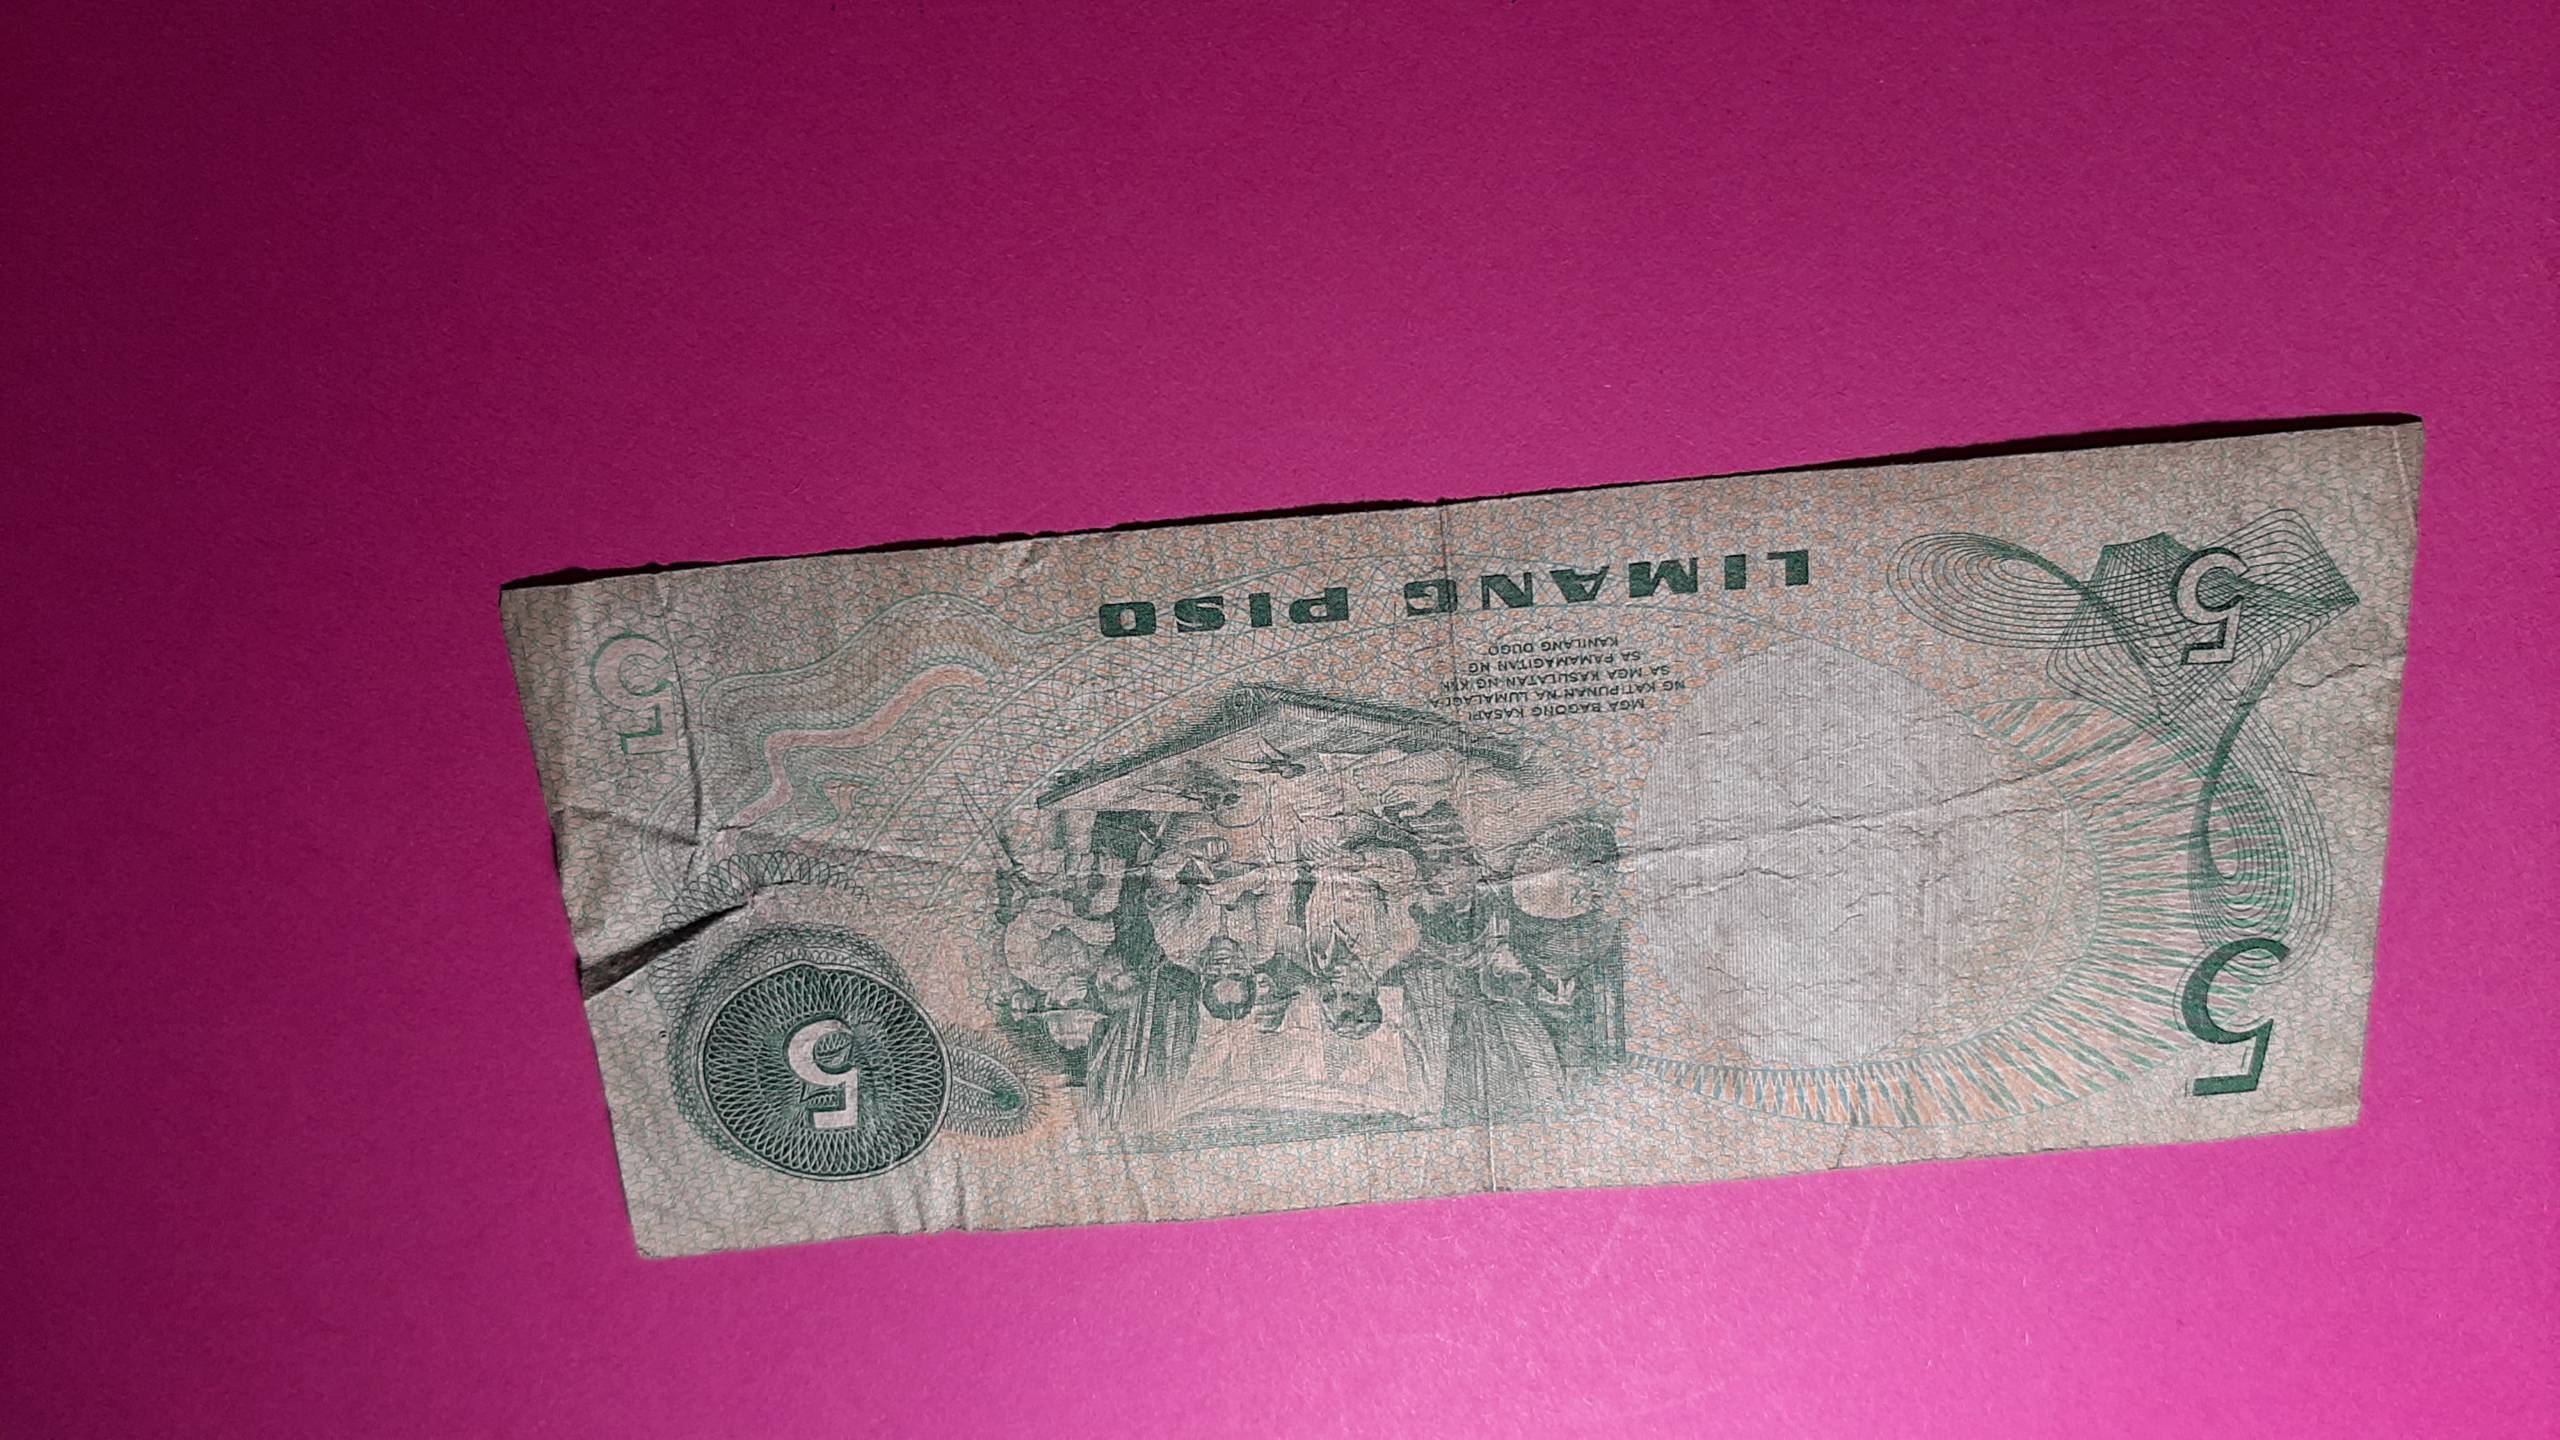 5
5
MGA BAGONG KASAPI
NG KATIPUNAN NA LUMALAGDA
SA MGA KASULATAN NG KKK
SA PAMAMAGITAN NG
KANILANG DUGO
LIMANG PISO
5
5